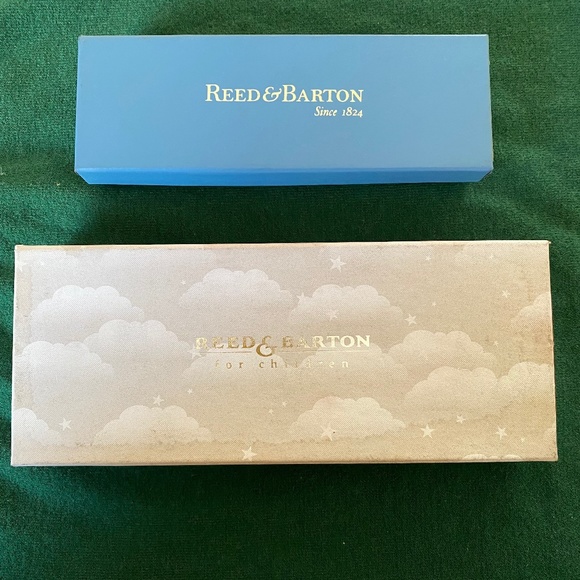 REED&BARTON
Since 1824
REED & BARTON
for children